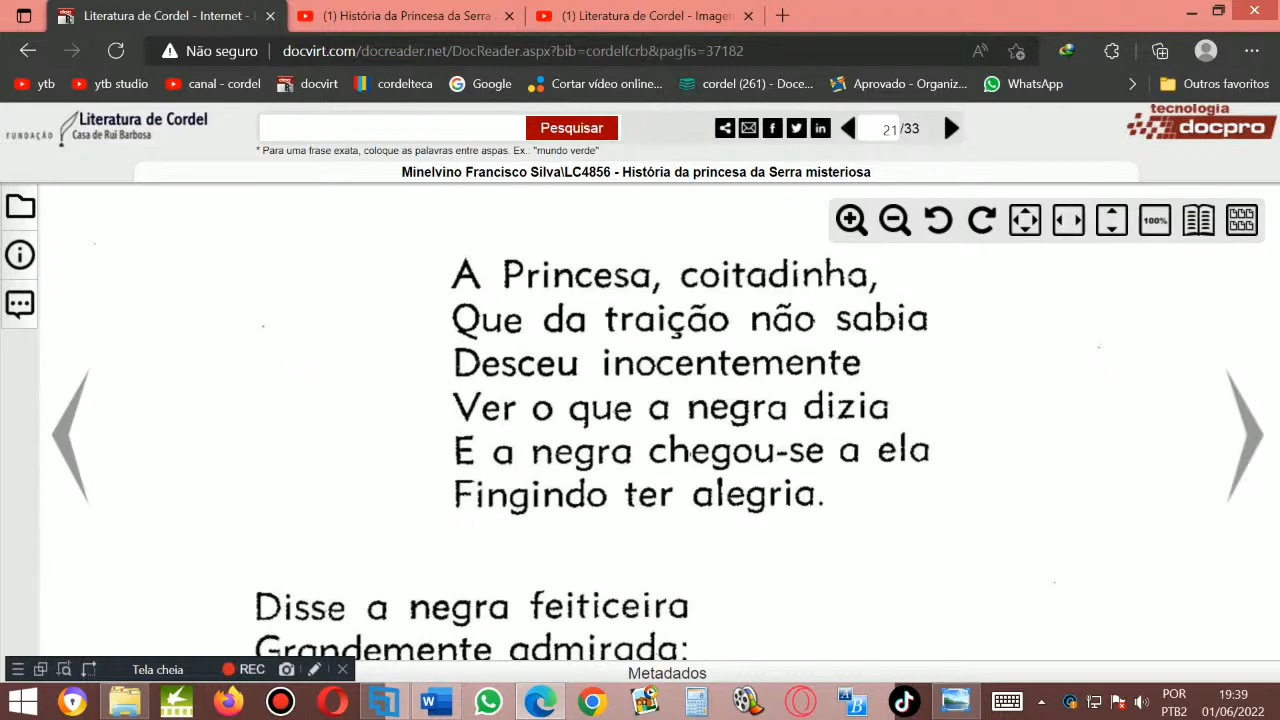 Literatura de Cordel - Internet -
(1) História da Princesa da Serra
(1) Literatura de Cordel - Imagen
Não seguro
docvirt.com/docreader.net/DocReader.aspx?bib=cordelfcrb&pagfis=37182
ytb
ytb studio
canal - cordel
docvirt
cordelteca
Google
Cortar vídeo online...
cordel (261) - Doce...
Aprovado - Organiz...
WhatsApp
Outros favoritos
FUNDAÇÃO
Literatura de Cordel
Casa de Rui Barbosa
Pesquisar
* Para uma frase exata, coloque as palavras entre aspas. Ex.: "mundo verde"
21 /33
tecnologia
docpro
Minelvino Francisco Silva\LC4856 - História da princesa da Serra misteriosa
100%
A Princesa, coitadinha,
Que da traição não sabia
Desceu inocentemente
Ver o que a negra dizia
E a negra chegou-se a ela
Fingindo ter alegria.
Disse a negra feiticeira
Grandemente admirada:
Tela cheia
REC
Metadados
POR
PTB2
19:39
01/06/2022